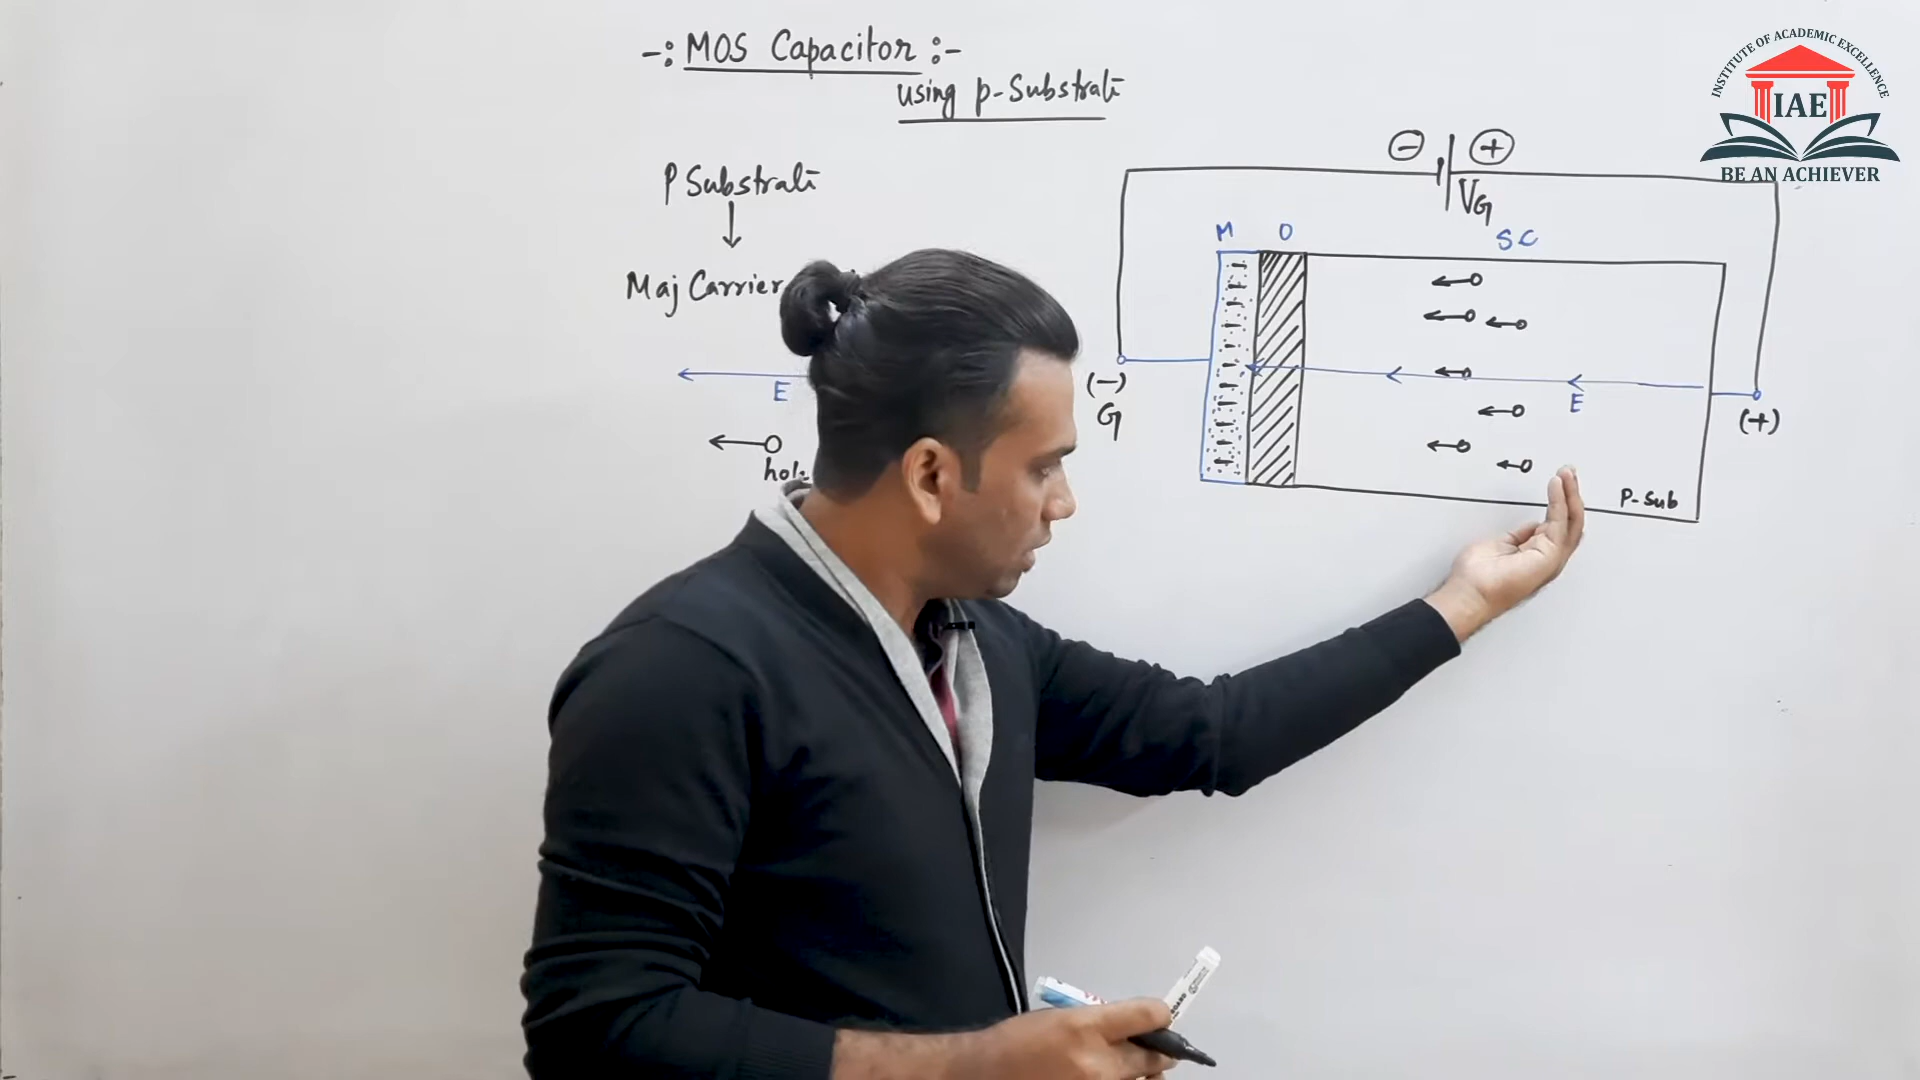 -: MOS Capacitor :-
using p-Substrate
P Substrate
Maj Carrier
E
hole
⊖ ⊕
VG
M O SC
(-)
G
E
(+)
P-Sub
INSTITUTE OF ACADEMIC EXCELLENCE
IAE
BE AN ACHIEVER